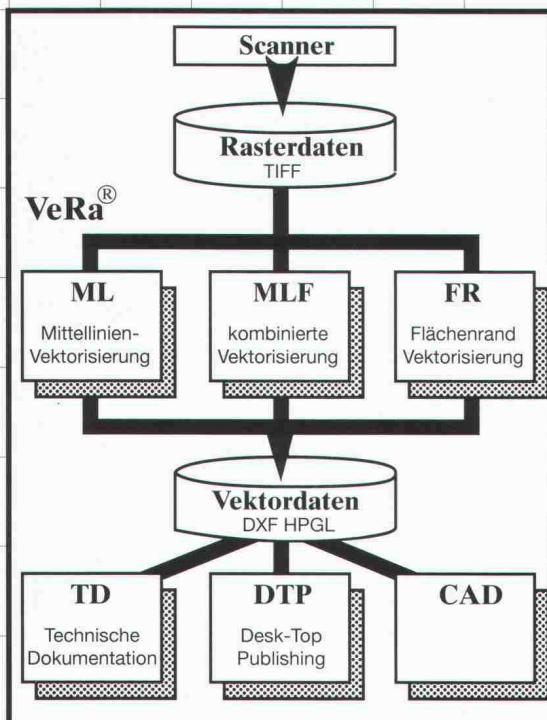 Scanner
Rasterdaten
TIFF
VeRa®
ML
Mittellinien-
Vektorisierung
MLF
kombinierte
Vektorisierung
FR
Flächenrand
Vektorisierung
Vektordaten
DXF HPGL
TD
Technische
Dokumentation
DTP
Desk-Top
Publishing
CAD